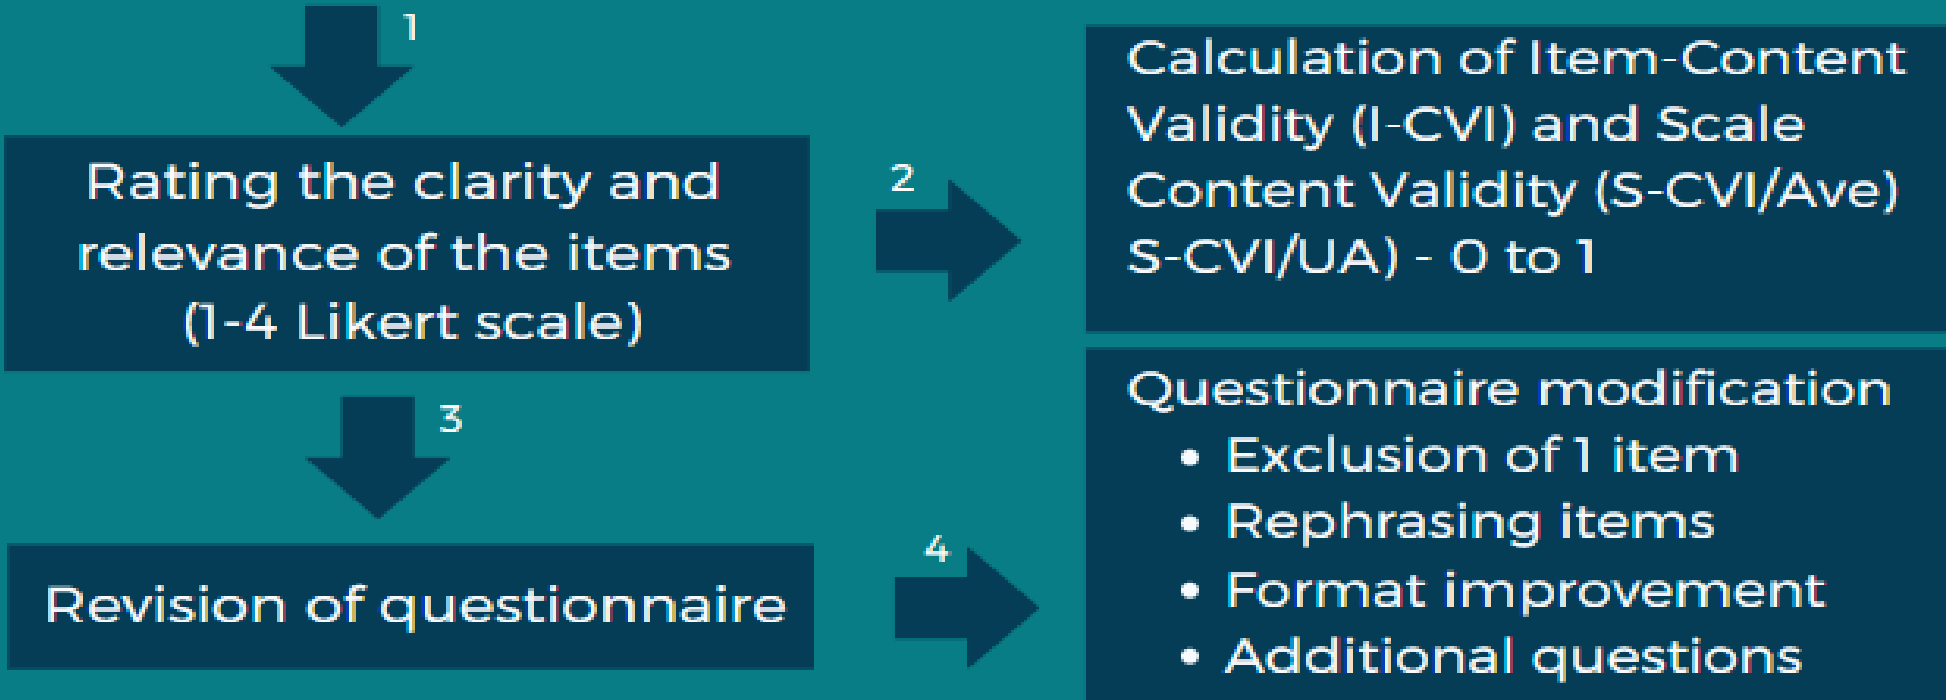 1
Rating the clarity and
relevance of the items
(1-4 Likert scale)
2
Calculation of Item-Content
Validity (I-CVI) and Scale
Content Validity (S-CVI/Ave)
S-CVI/UA) - 0 to 1
3
Revision of questionnaire
4
Questionnaire modification
• Exclusion of 1 item
• Rephrasing items
• Format improvement
• Additional questions